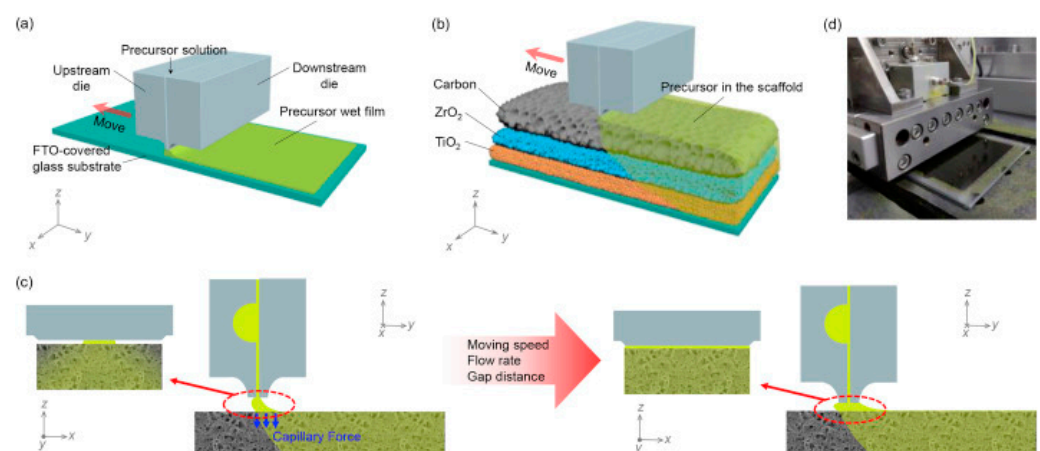 (a)
Precursor solution
Upstream
die
Downstream
die
Precursor wet film
Move
FTO-covered
glass substrate
z
x
y
(b)
Move
Carbon
Precursor in the scaffold
ZrO₂
TiO₂
z
x
y
(d)
(c)
z
x
y
z
y
x
Capillary Force
Moving speed
Flow rate
Gap distance
z
x
y
z
y
x